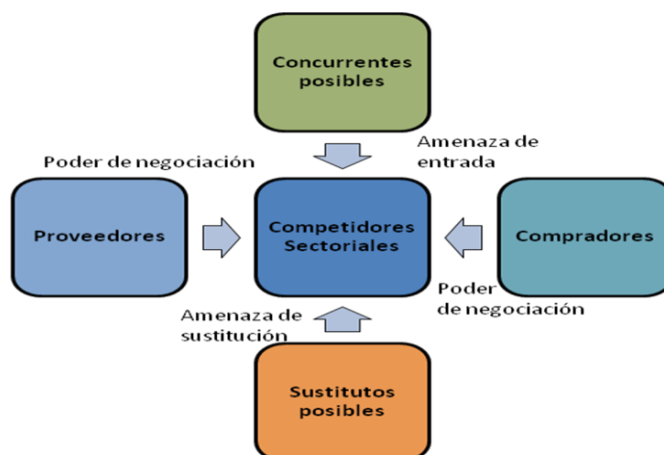 Concurrentes
posibles
Poder de negociación
Amenaza de
entrada
Proveedores
Competidores
Sectoriales
Compradores
Amenaza de
sustitución
Poder
de negociación
Sustitutos
posibles